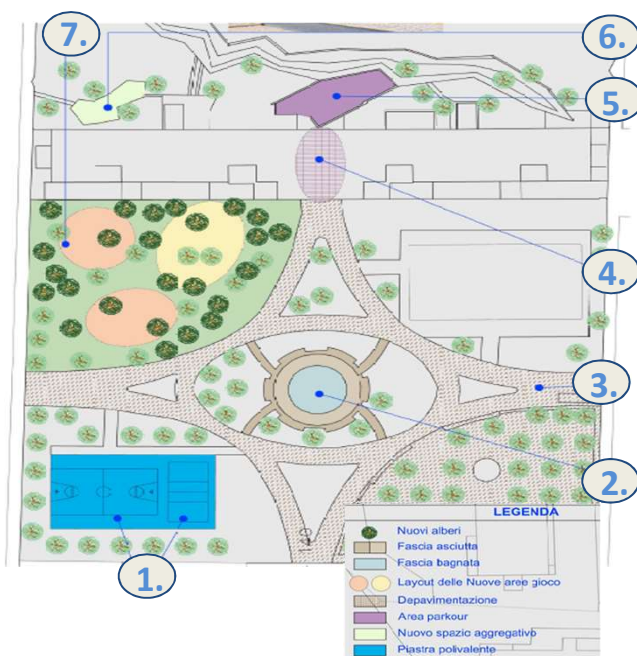 7.
6.
5.
4.
3.
2.
1.
LEGENDA
Nuovi alberi
Fascia asciutta
Fascia bagnata
Layout delle Nuove aree gioco
Depavimentazione
Area parkour
Nuovo spazio aggregativo
Piastra polivalente